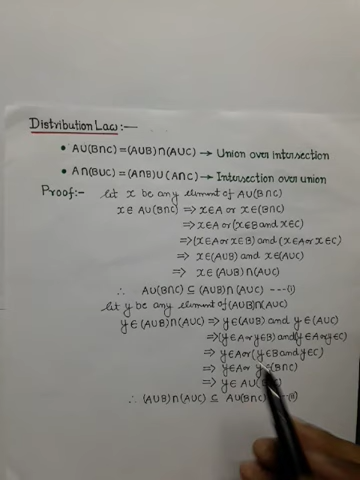 Distribution Law:-
• A∪(B∩C)=(A∪B)∩(A∪C) → Union over intersection
• A∩(B∪C)=(A∩B)∪(A∩C) → Intersection over union
Proof:- let x be any element of A∪(B∩C)
x∈ A∪(B∩C) ⇒ x∈A or x∈(B∩C)
⇒ x∈A or (x∈B and x∈C)
⇒ (x∈A or x∈B) and (x∈A or x∈C)
⇒ x∈(A∪B) and x∈(A∪C)
⇒ x∈(A∪B)∩(A∪C)
∴ A∪(B∩C) ⊆ (A∪B)∩(A∪C) ---(i)
let y be any element of (A∪B)∩(A∪C)
y∈(A∪B)∩(A∪C) ⇒ y∈(A∪B) and y∈(A∪C)
⇒ (y∈A or y∈B) and (y∈A or y∈C)
⇒ y∈A or (y∈B and y∈C)
⇒ y∈A or y∈(B∩C)
⇒ y∈ A∪(
∴ (A∪B)∩(A∪C) ⊆ A∪(B∩C) (ii)